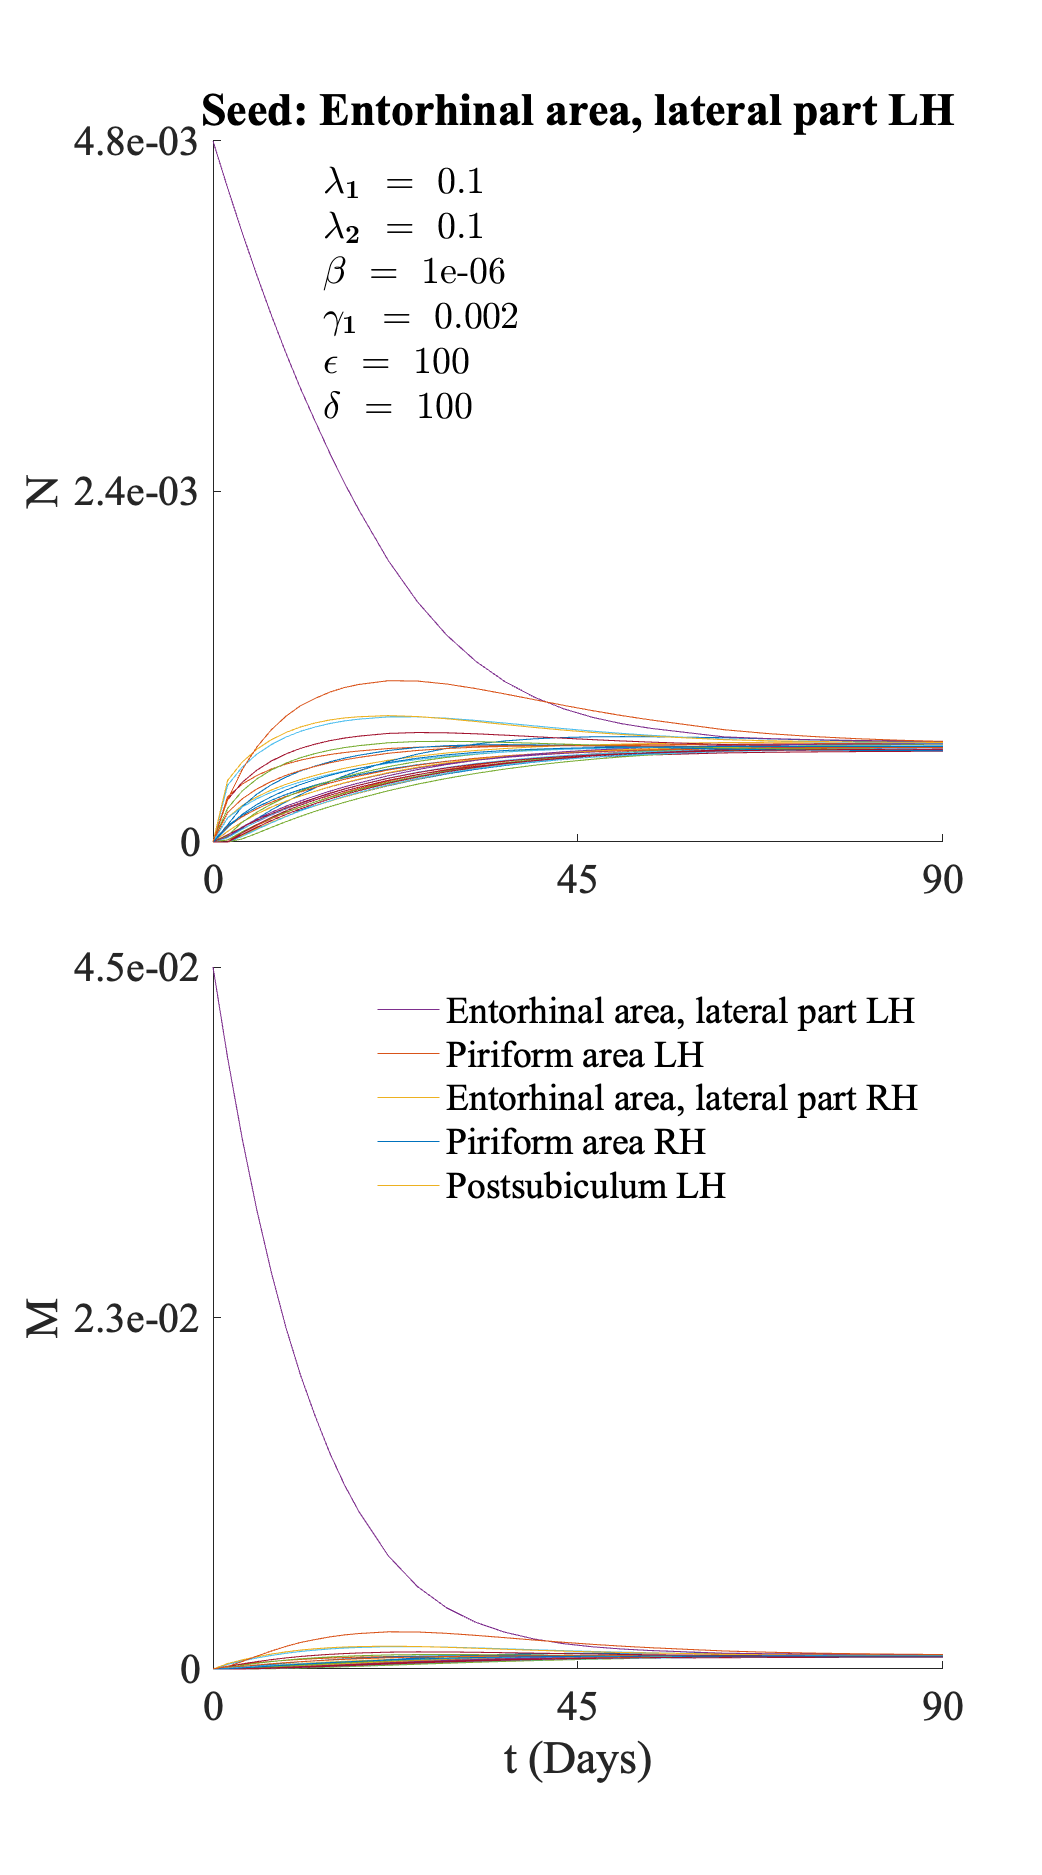 Seed: Entorhinal area, lateral part LH
4.8e-03
λ₁ = 0.1
λ₂ = 0.1
β = 1e-06
γ₁ = 0.002
ϵ = 100
δ = 100
N
2.4e-03
0
0 45 90
4.5e-02
Entorhinal area, lateral part LH
Piriform area LH
Entorhinal area, lateral part RH
Piriform area RH
Postsubiculum LH
M
2.3e-02
0
0 45 90
t (Days)